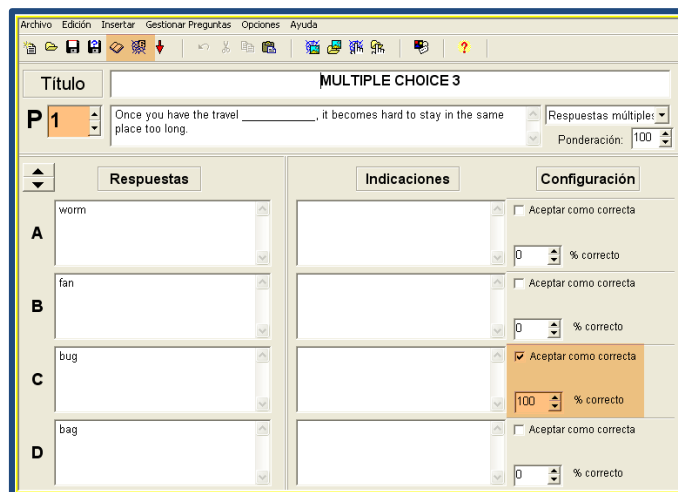 Archivo Edición Insertar Gestionar Preguntas Opciones Ayuda
?
Título
MULTIPLE CHOICE 3
P 1
Once you have the travel ____________, it becomes hard to stay in the same
place too long.
Respuestas múltiples
Ponderación: 100
Respuestas Indicaciones Configuración
A
worm
Aceptar como correcta
0 % correcto
B
fan
Aceptar como correcta
0 % correcto
C
bug
Aceptar como correcta
100 % correcto
D
bag
Aceptar como correcta
0 % correcto